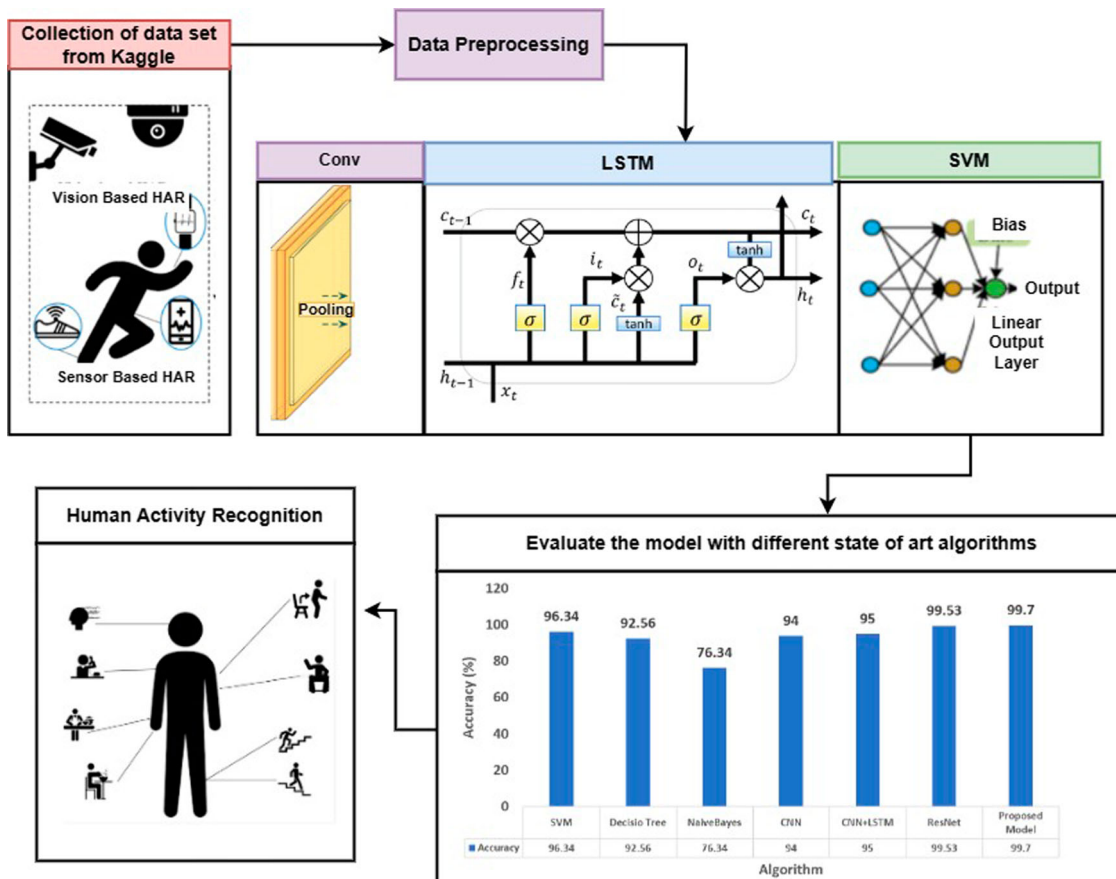 Collection of data set
from Kaggle
Data Preprocessing
Vision Based HAR
Sensor Based HAR
Conv
LSTM
SVM
Pooling
c_{t-1}
c_t
f_t
i_t
o_t
c̃_t
tanh
σ
σ
tanh
σ
h_t
h_{t-1}
x_t
Bias
Output
Linear
Output
Layer
Human Activity Recognition
Evaluate the model with different state of art algorithms
Accuracy (%)
120
100
80
60
40
20
0
96.34
92.56
76.34
94
95
99.53
99.7
SVM
Decisio Tree
NaiveBayes
CNN
CNN+LSTM
ResNet
Proposed
Model
Accuracy 96.34 92.56 76.34 94 95 99.53 99.7
Algorithm